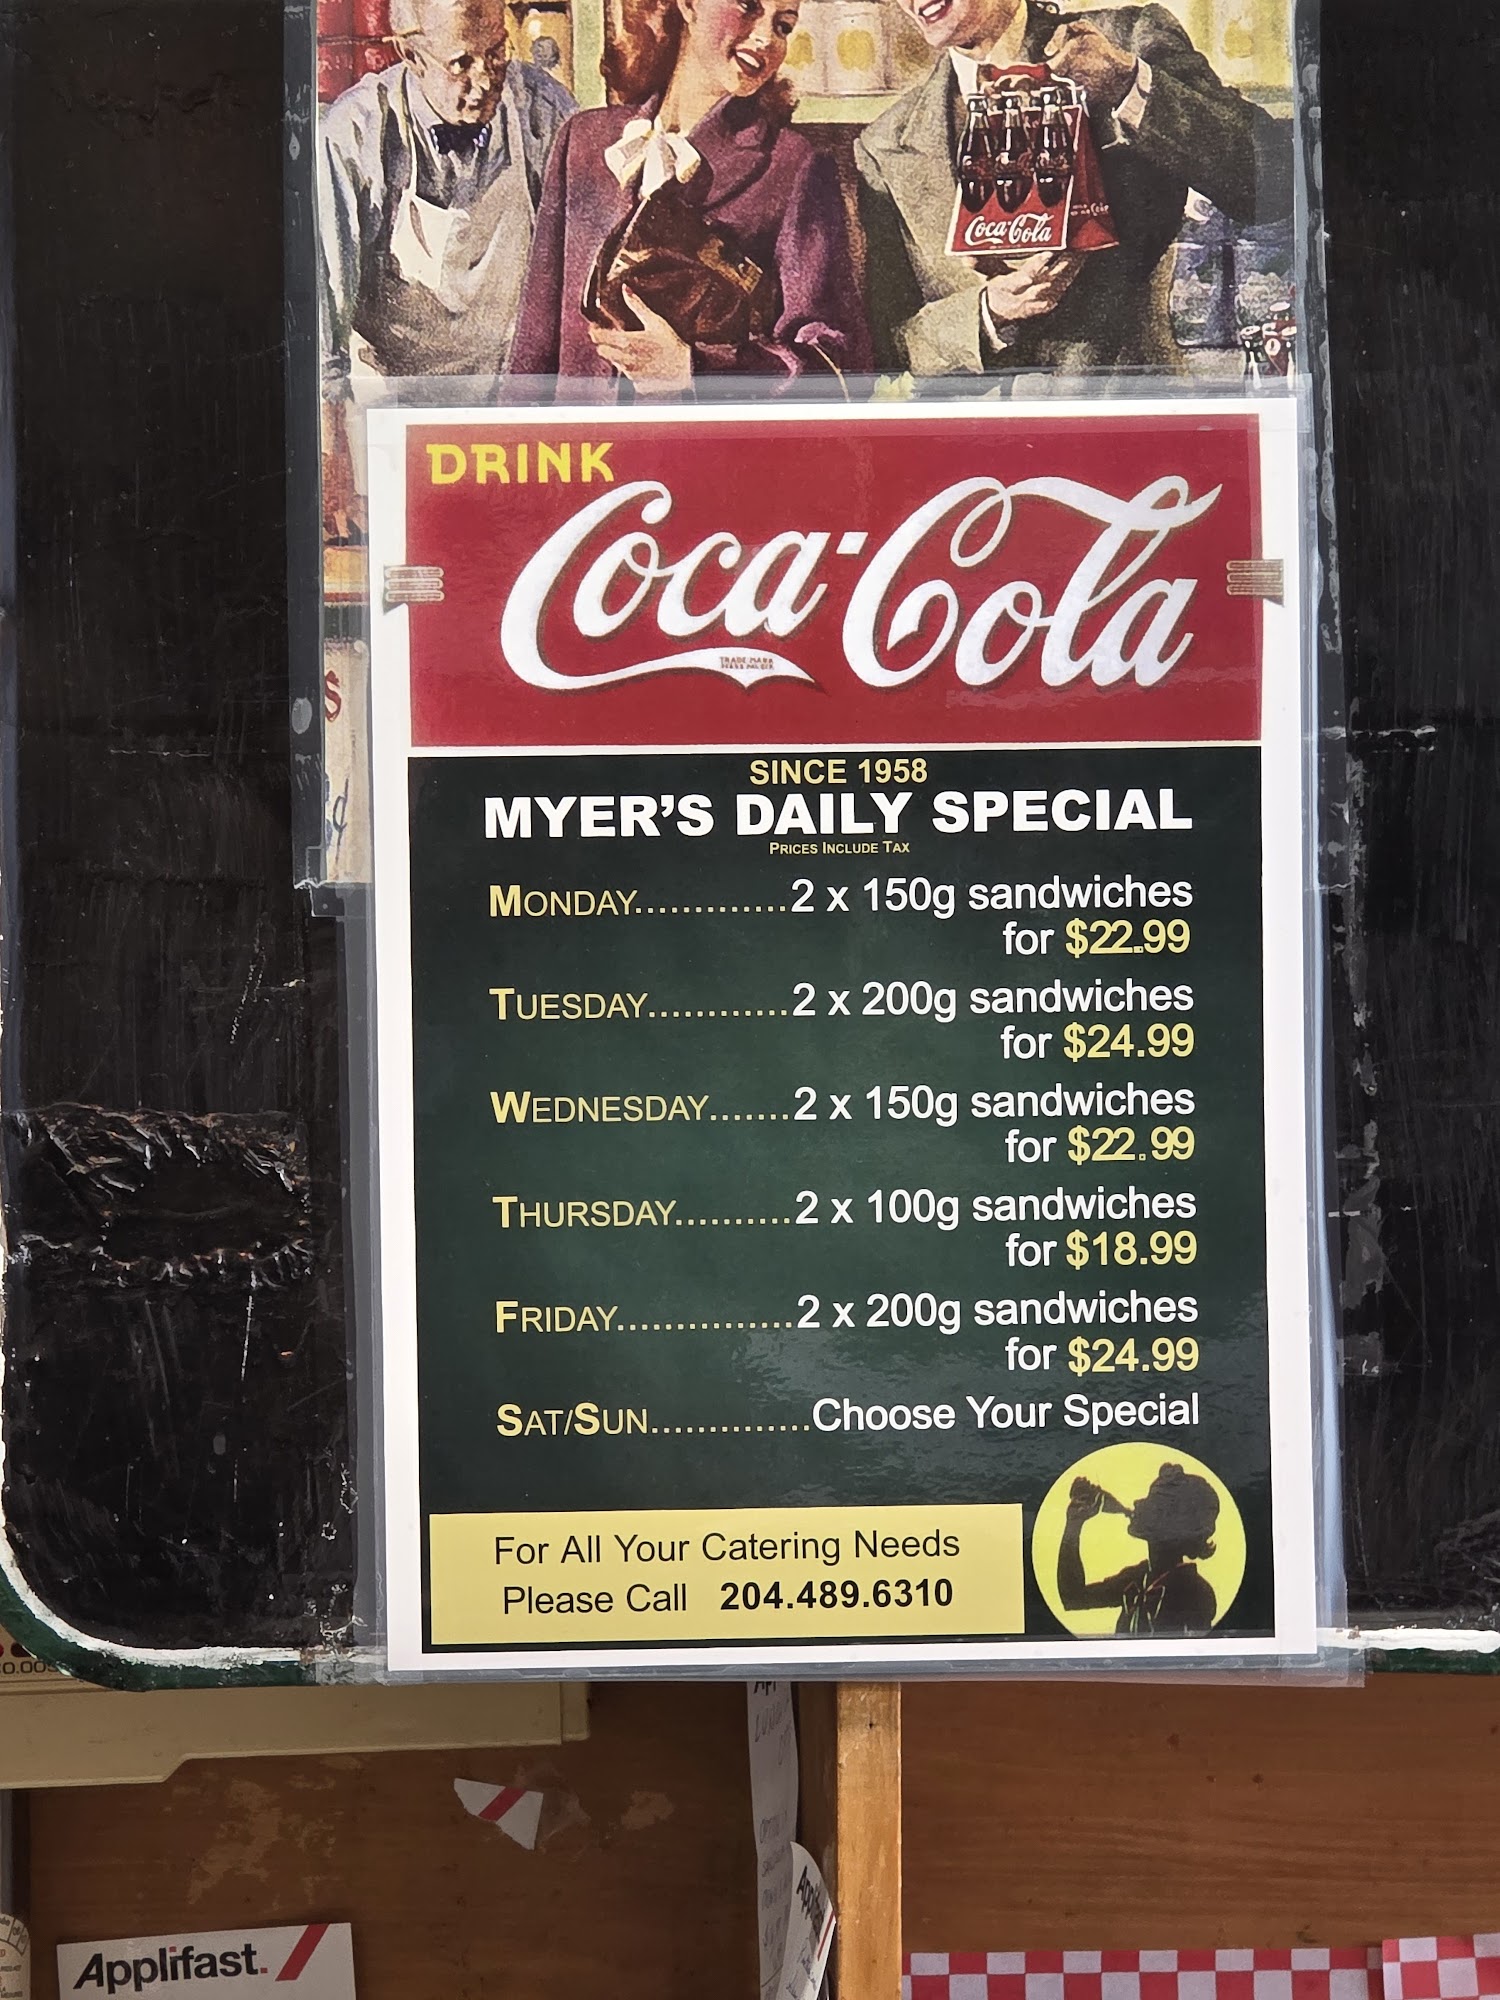 Coca-Cola
DRINK
Coca-Cola
TRADE MARK
SINCE 1958
MYER'S DAILY SPECIAL
PRICES INCLUDE TAX
MONDAY.............2 x 150g sandwiches
for $22.99
TUESDAY............2 x 200g sandwiches
for $24.99
WEDNESDAY.......2 x 150g sandwiches
for $22.99
THURSDAY..........2 x 100g sandwiches
for $18.99
FRIDAY...............2 x 200g sandwiches
for $24.99
SAT/SUN..............Choose Your Special
For All Your Catering Needs
Please Call 204.489.6310
Applifast.